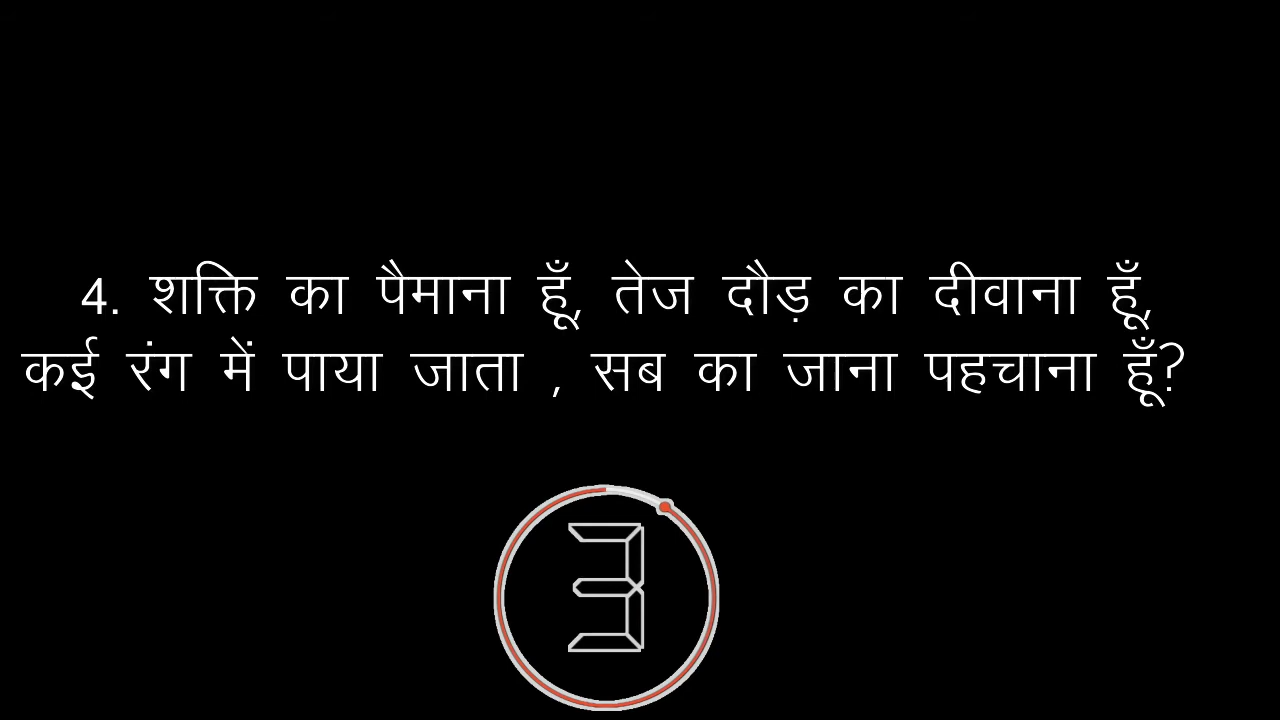 4. शक्ति का पैमाना हूँ, तेज दौड़ का दीवाना हूँ,
कई रंग में पाया जाता , सब का जाना पहचाना हूँ?
3